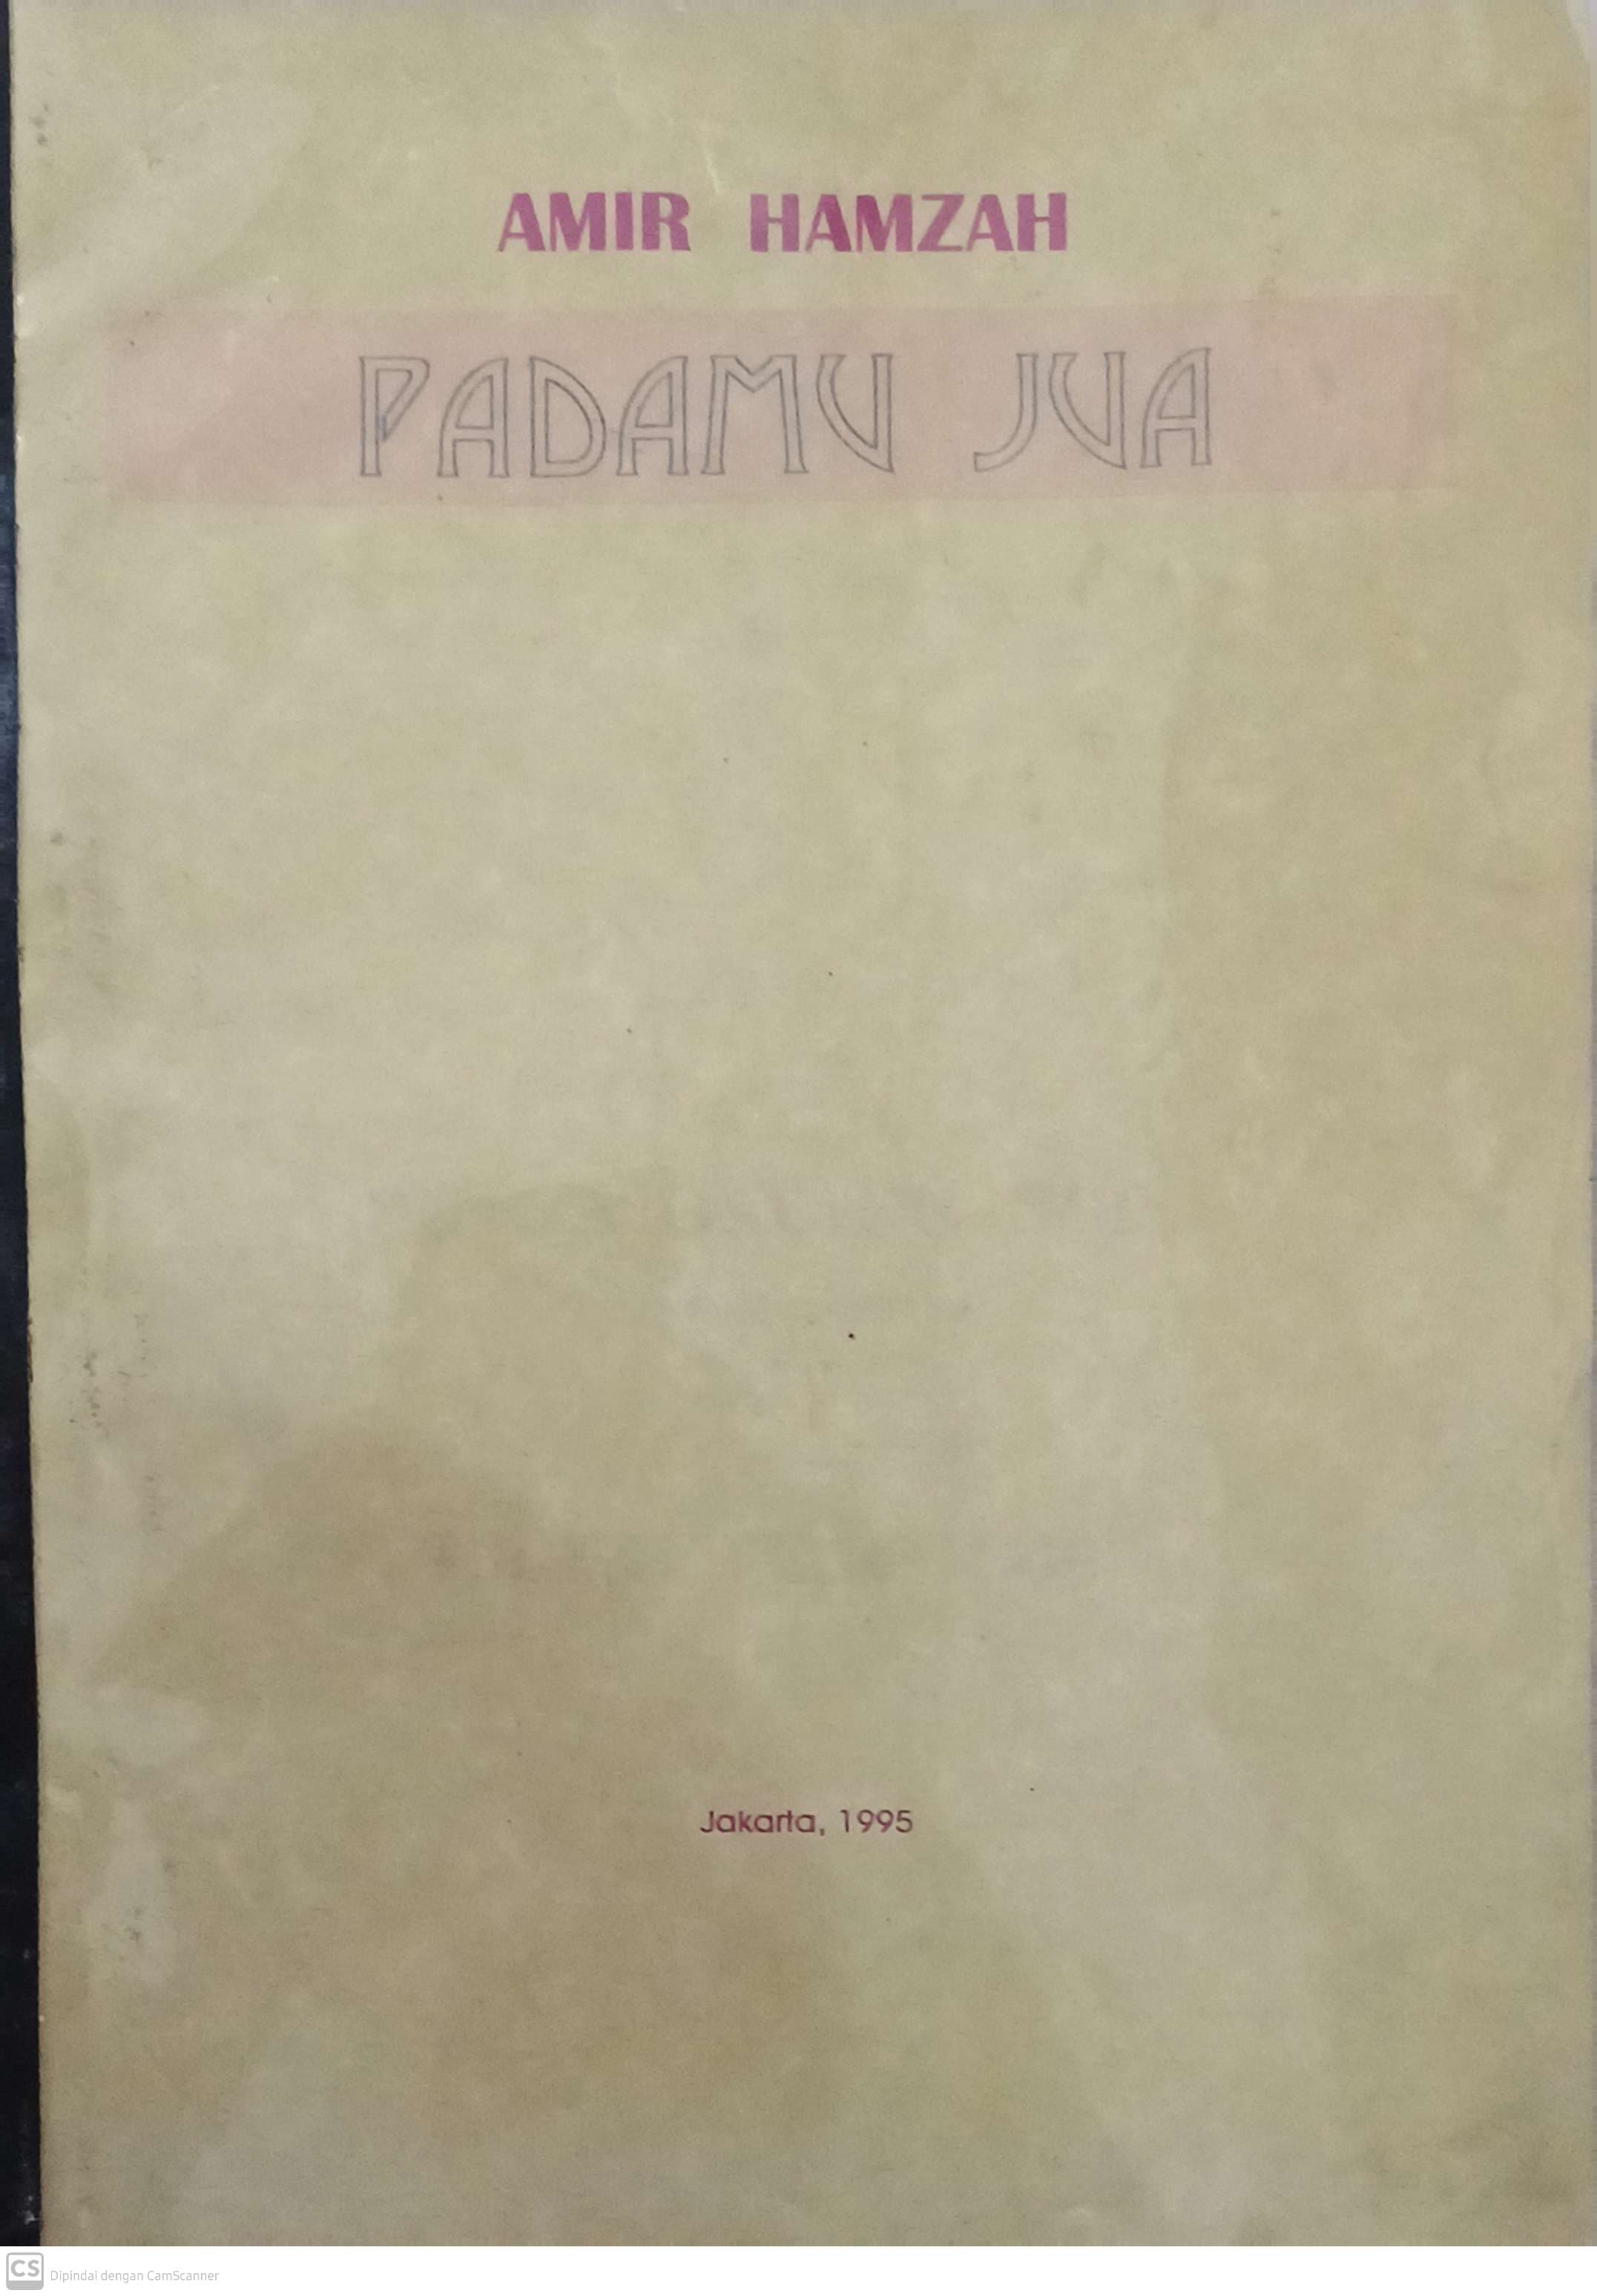 AMIR HAMZAH
PADAMU JUA
Jakarta, 1995
CS Dipindai dengan CamScanner